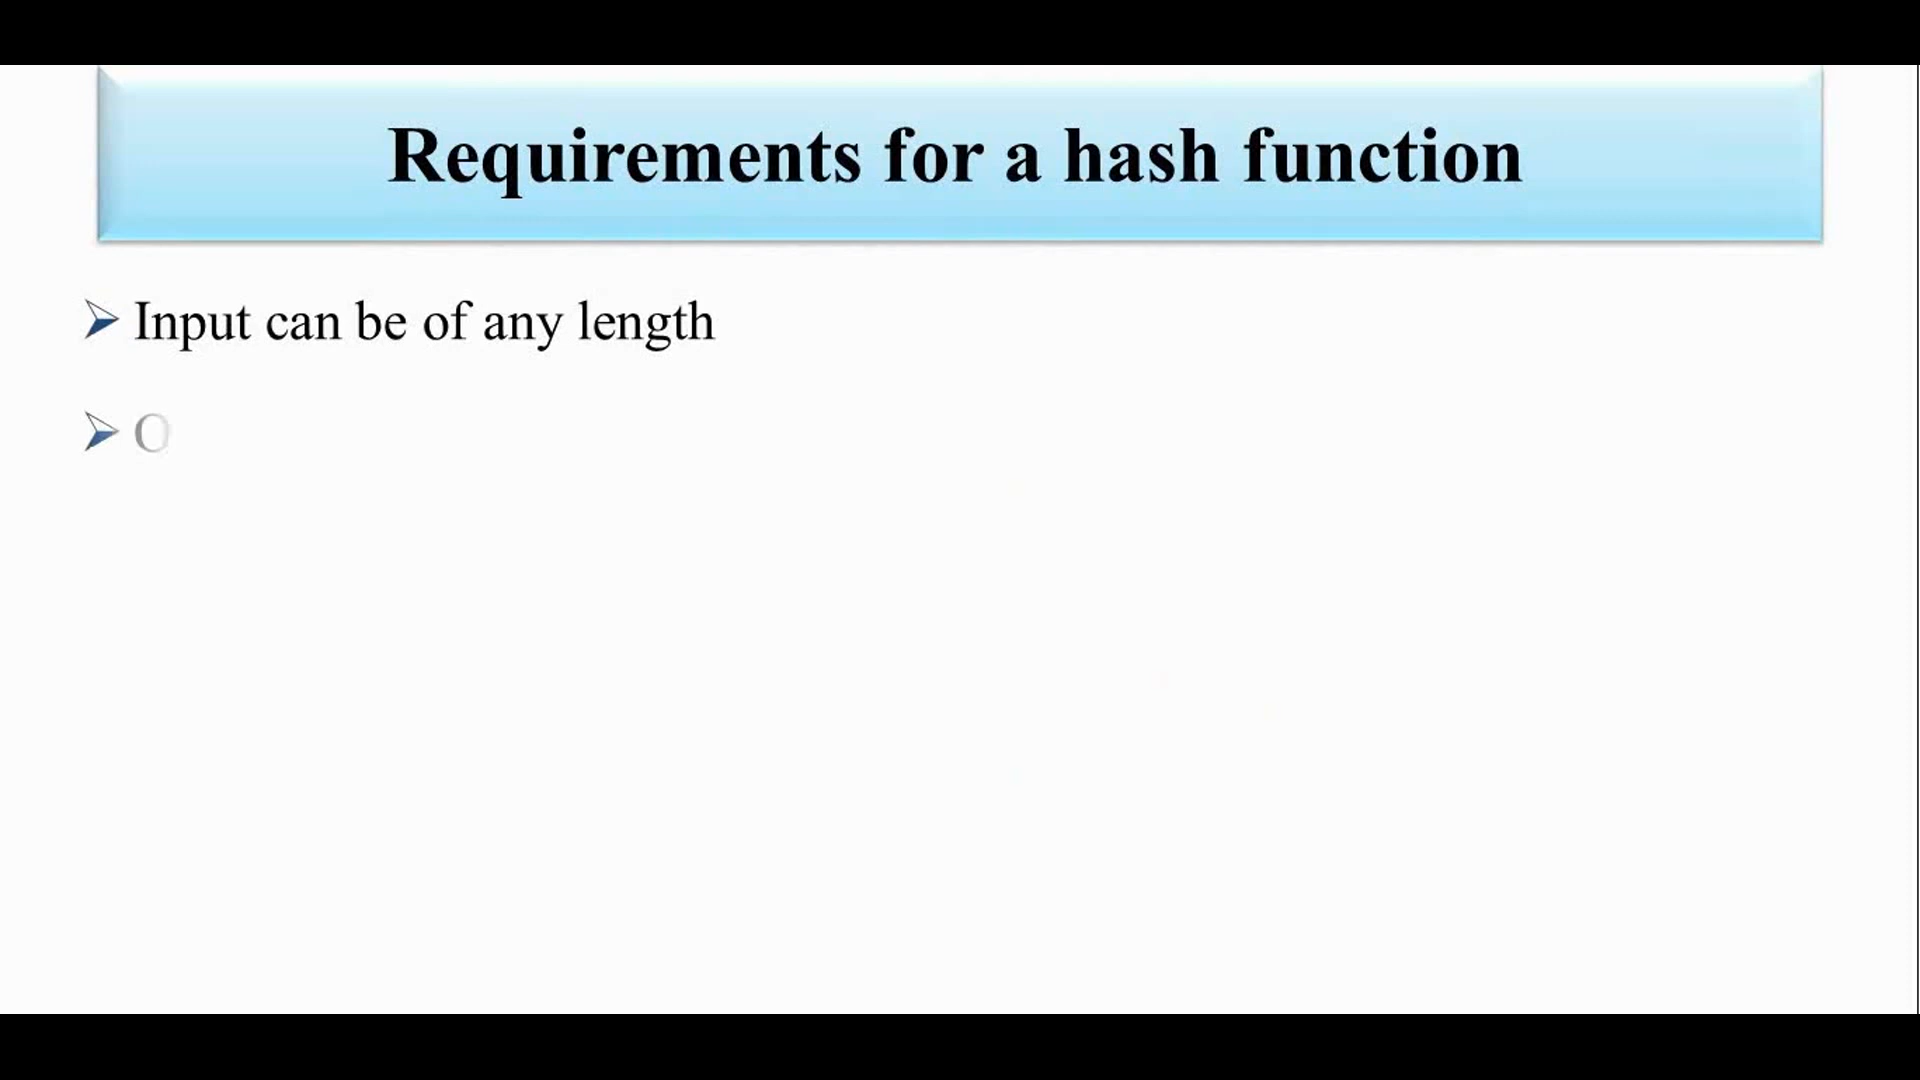 Requirements for a hash function
➢ Input can be of any length
➢ O